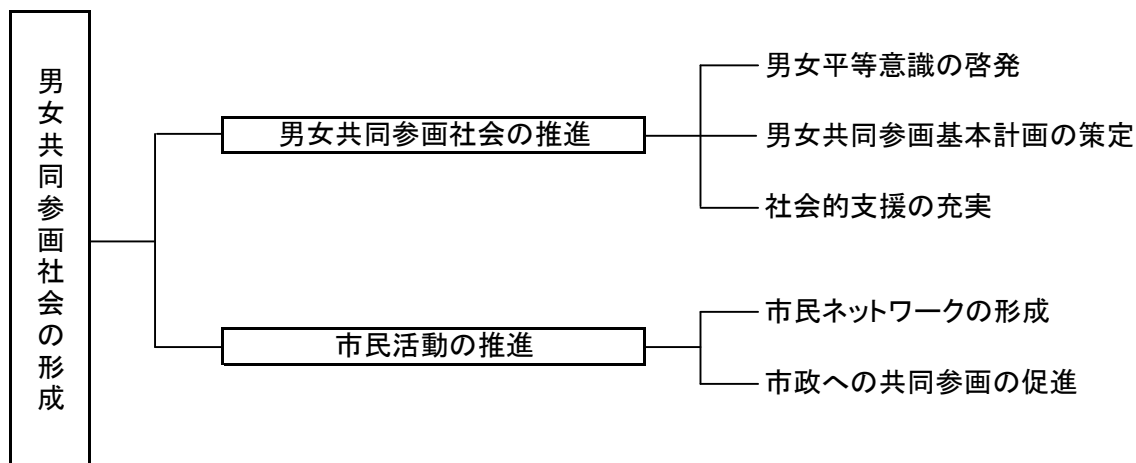 男女共同参画社会の形成
男女共同参画社会の推進
男女平等意識の啓発
男女共同参画基本計画の策定
社会的支援の充実
市民活動の推進
市民ネットワークの形成
市政への共同参画の促進